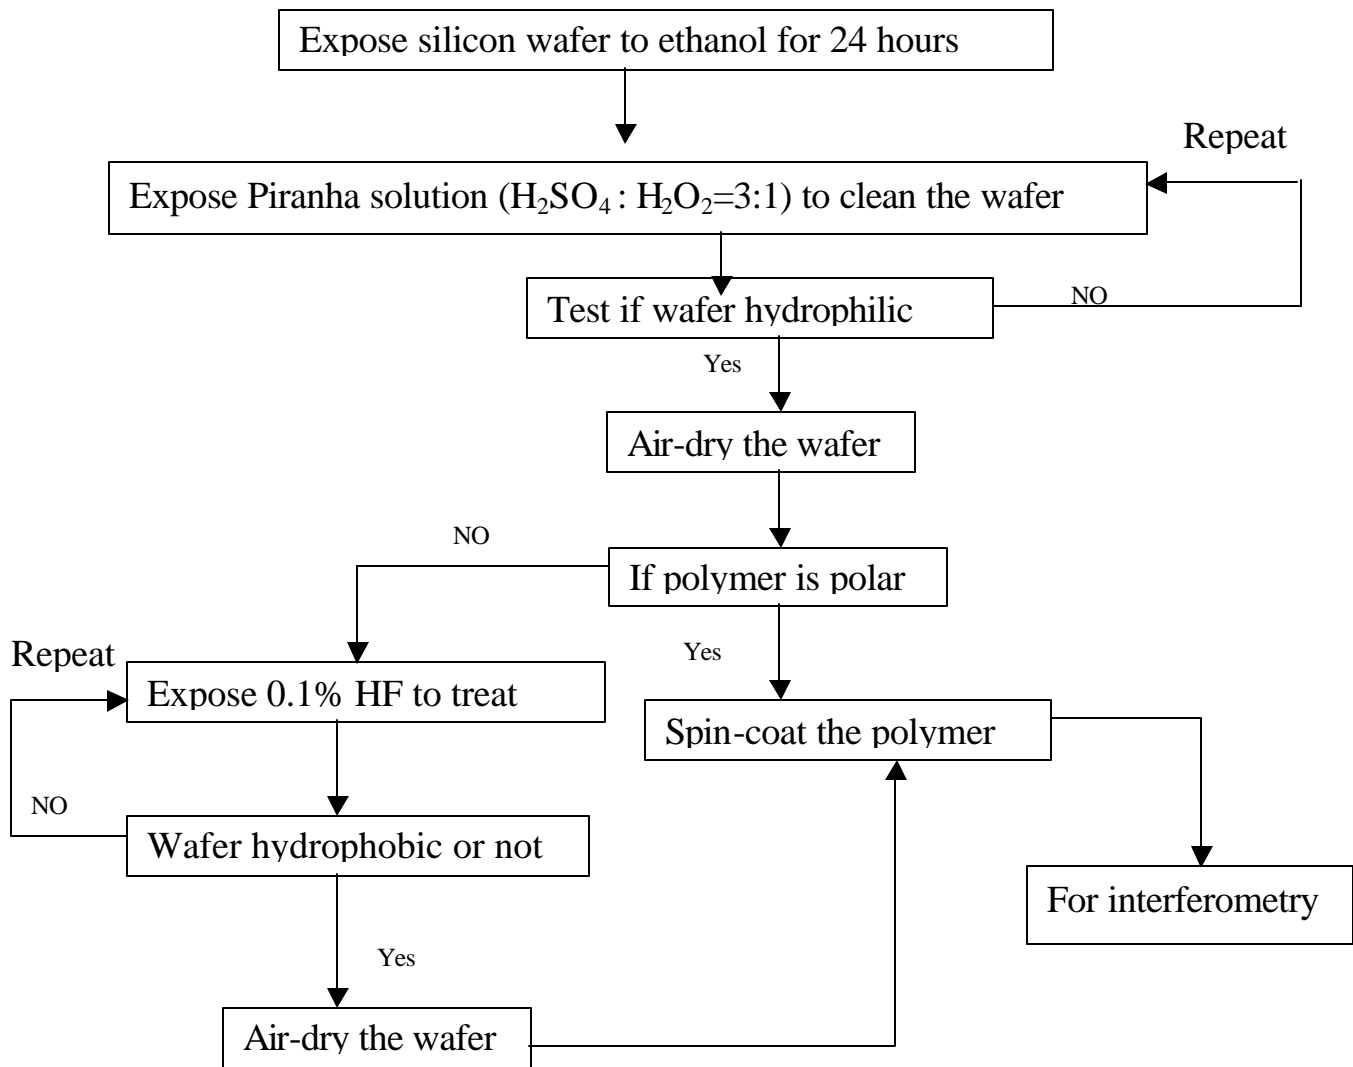 Expose silicon wafer to ethanol for 24 hours
Repeat
Expose Piranha solution (H₂SO₄ : H₂O₂=3:1) to clean the wafer
Test if wafer hydrophilic
NO
Yes
Air-dry the wafer
NO
If polymer is polar
Repeat
Yes
Expose 0.1% HF to treat
Spin-coat the polymer
NO
Wafer hydrophobic or not
For interferometry
Yes
Air-dry the wafer